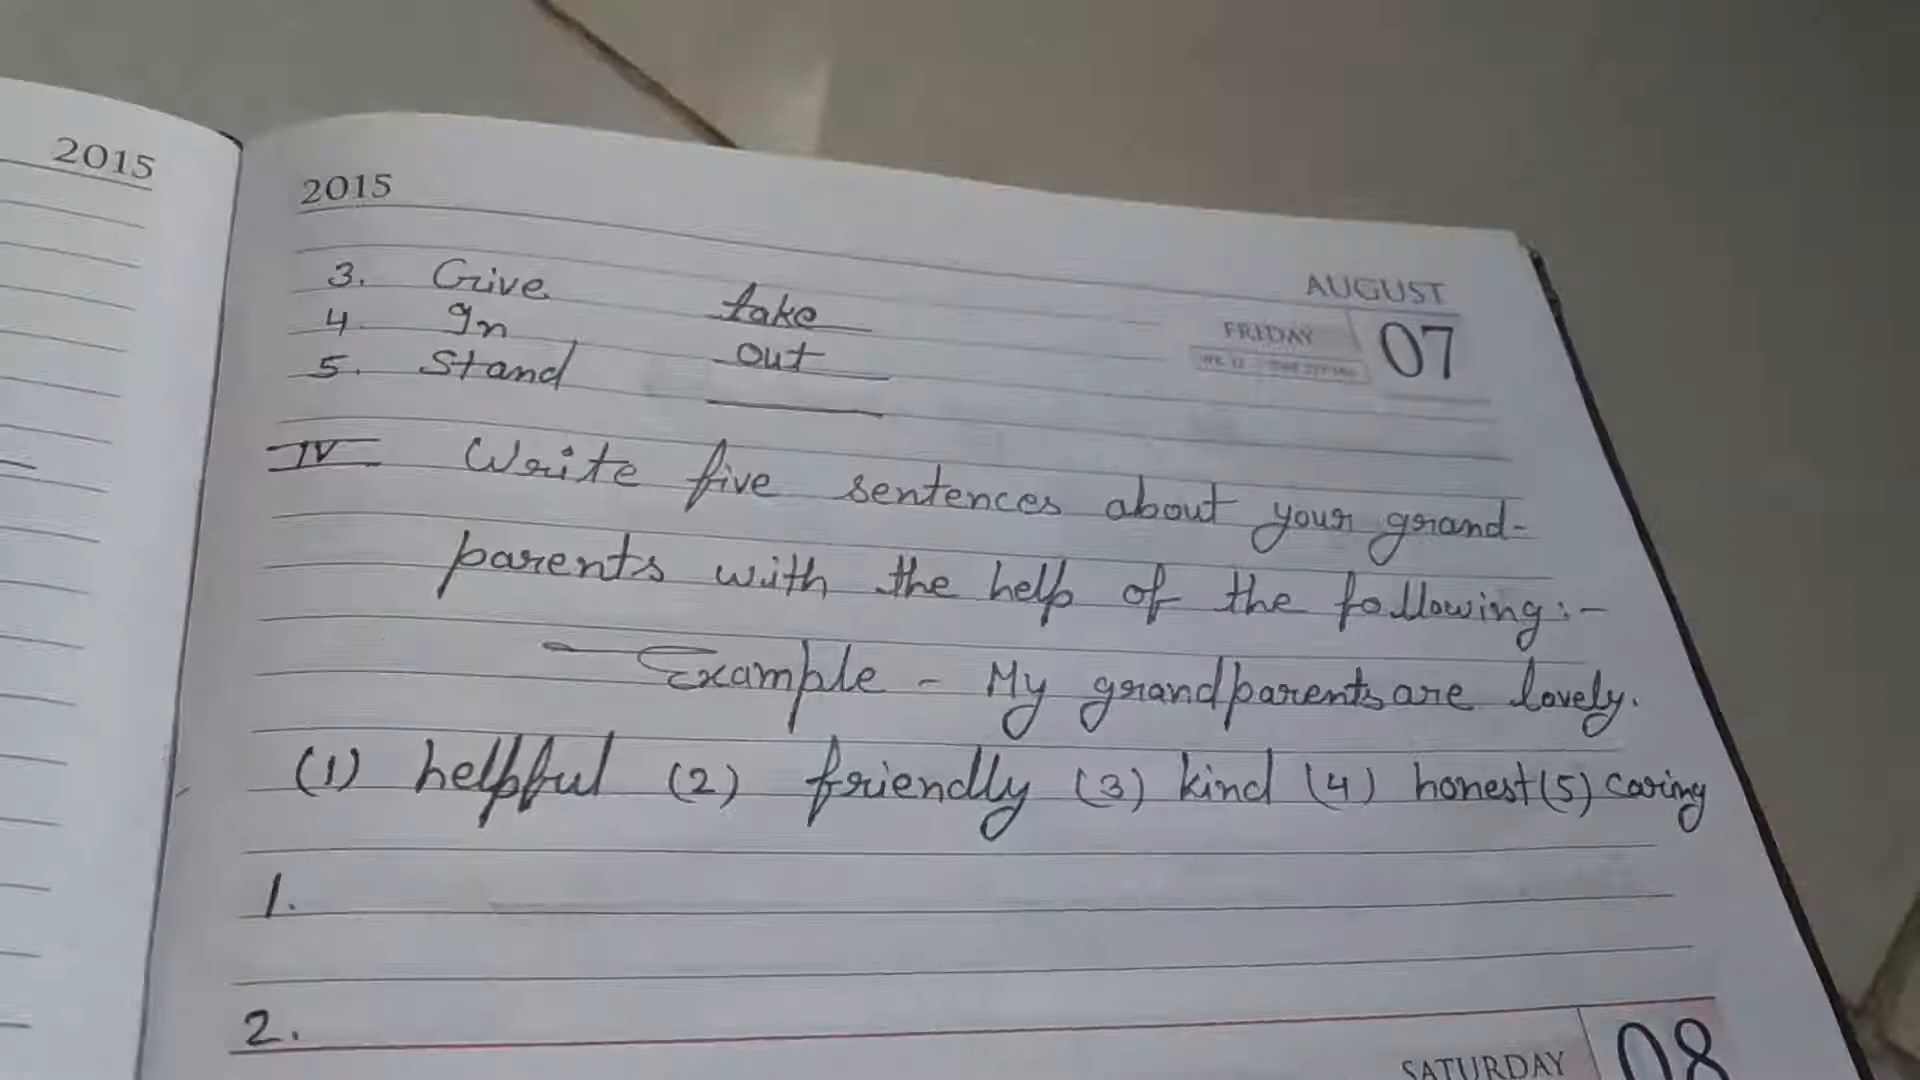 2015
2015
AUGUST
FRIDAY 07
3. Give take
4. In out
5. Stand
IV Write five sentences about your grand-
parents with the help of the following:-
Example - My grandparents are lovely.
(1) helpful (2) friendly (3) kind (4) honest (5) caring
1.
2.
SATURDAY 08